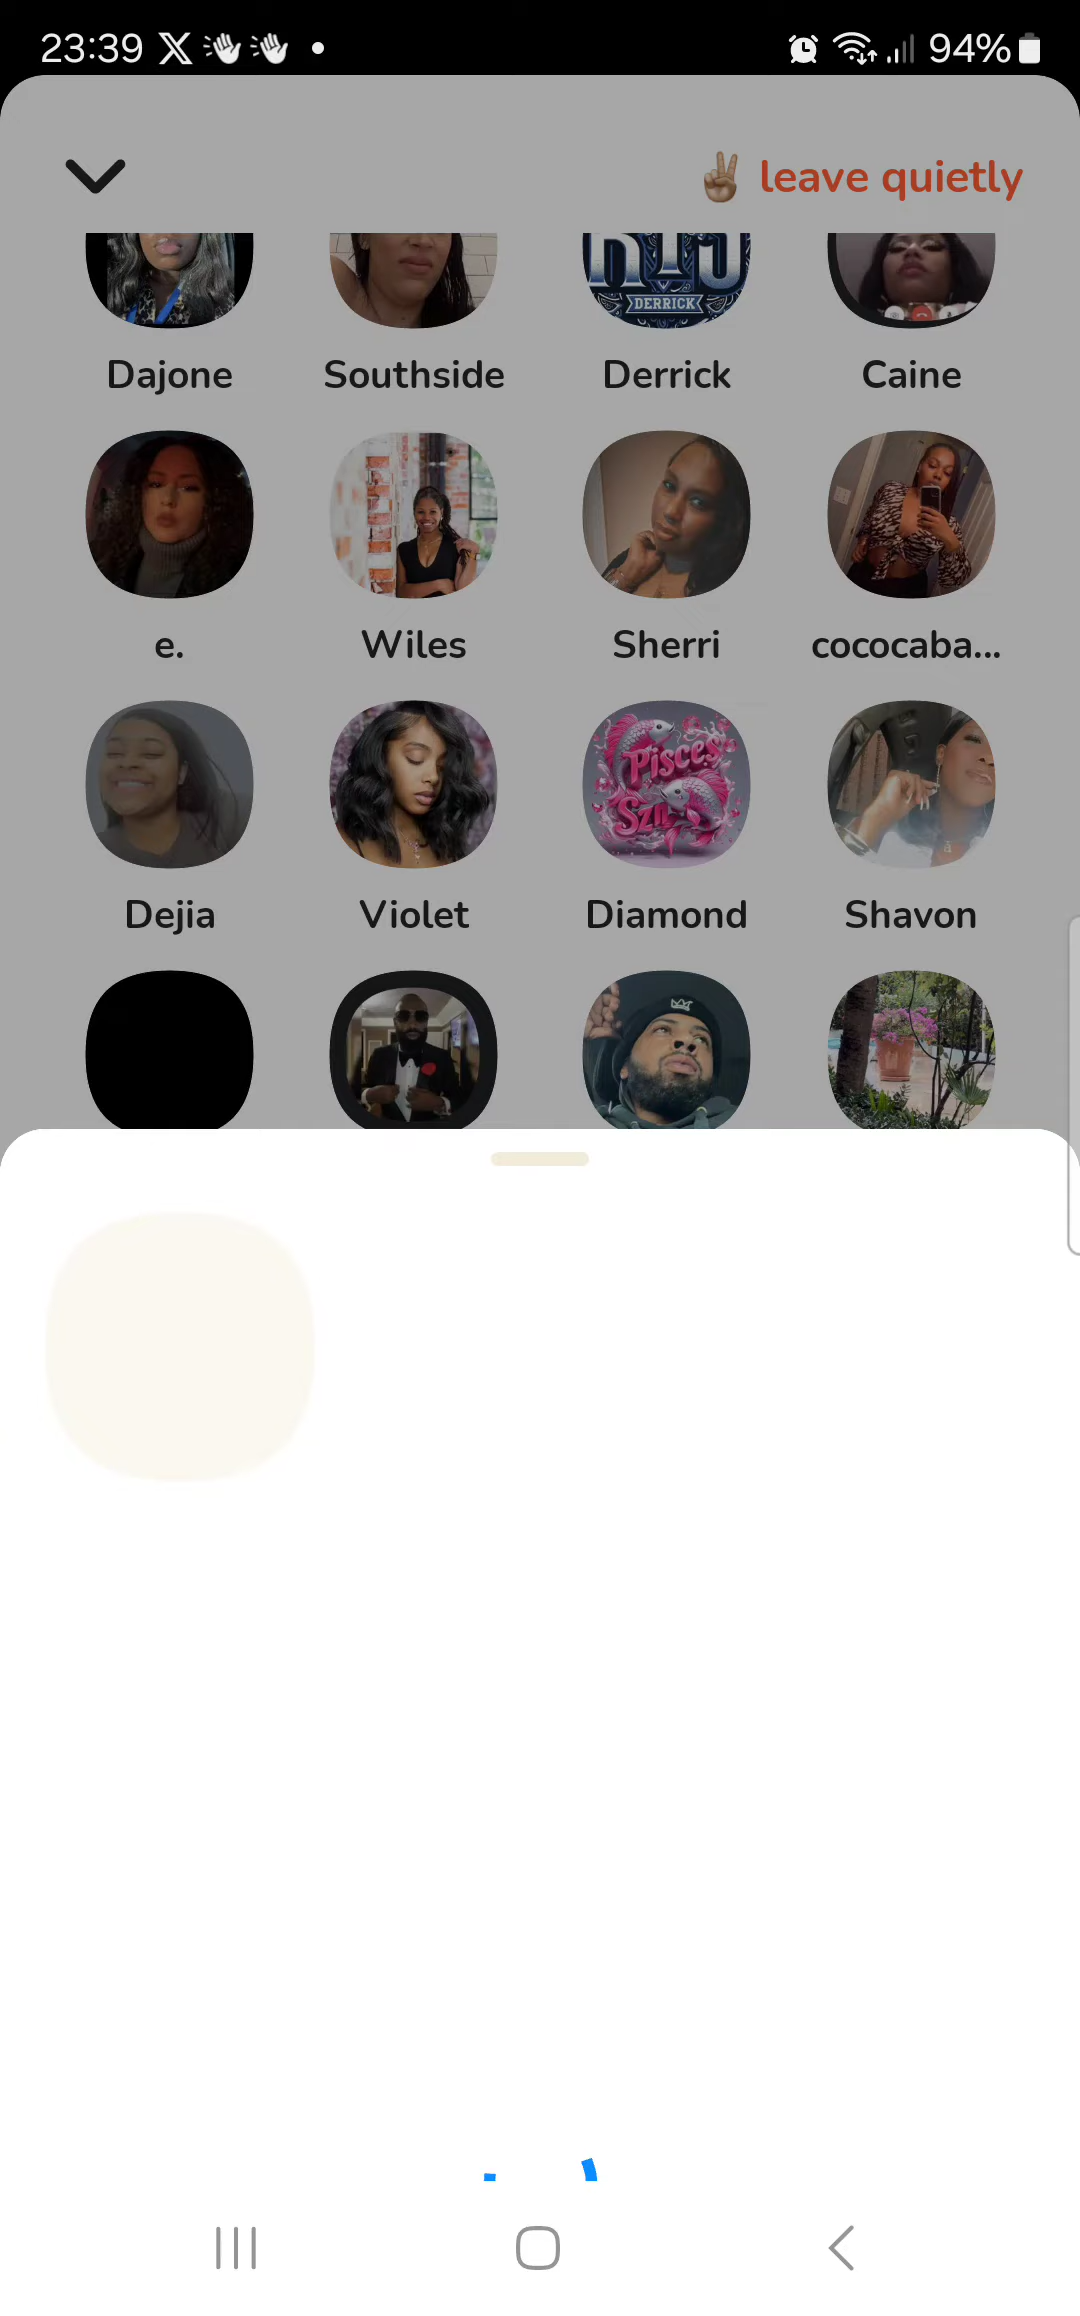 23:39
94%
✌🏼 leave quietly
DERRICK
Dajone Southside Derrick Caine
e. Wiles Sherri cococaba...
Pisces
Szn
Dejia Violet Diamond Shavon